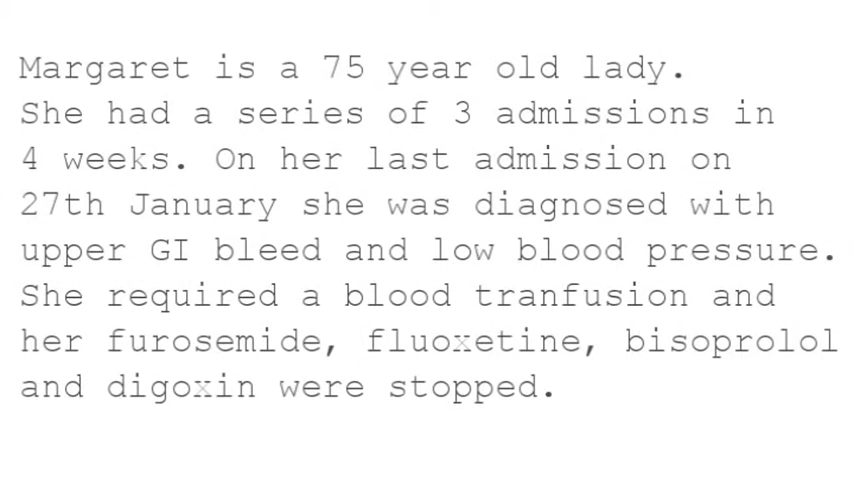 Margaret is a 75 year old lady.
She had a series of 3 admissions in
4 weeks. On her last admission on
27th January she was diagnosed with
upper GI bleed and low blood pressure.
She required a blood tranfusion and
her furosemide, fluoxetine, bisoprolol
and digoxin were stopped.